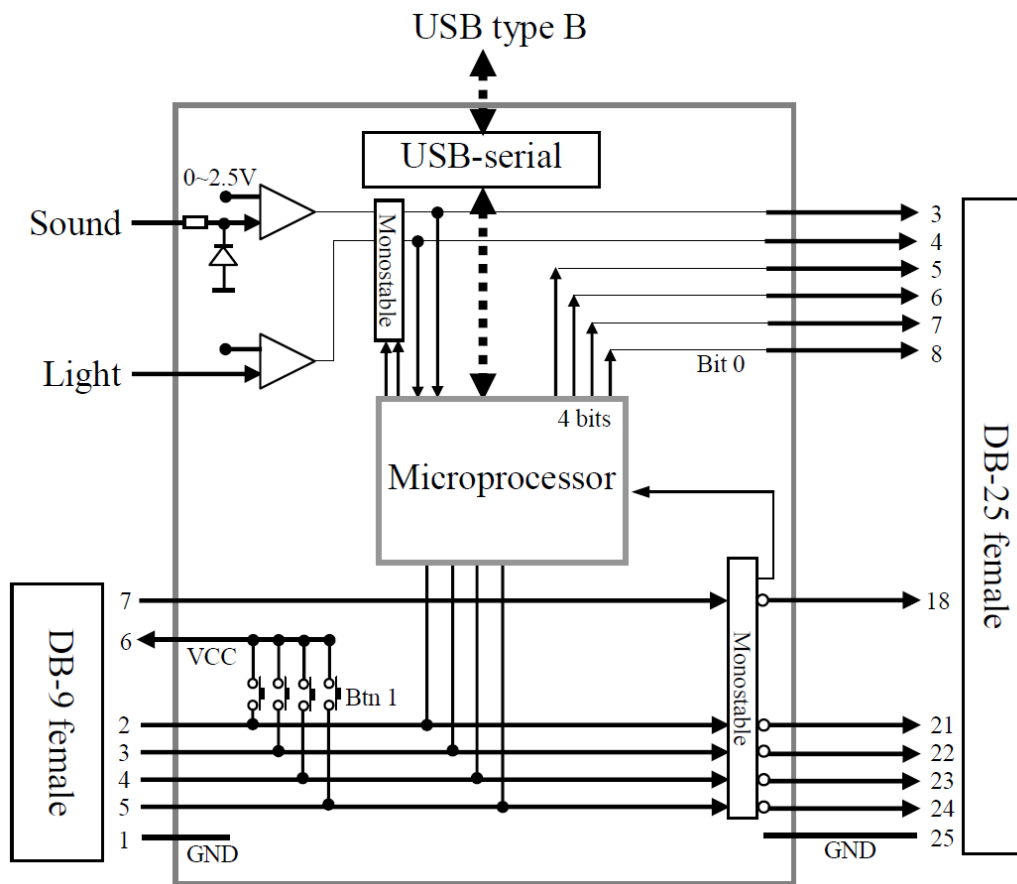 USB type B
USB-serial
0~2.5V
Sound
Monostable
3
4
5
6
7
8
Bit 0
Light
4 bits
Microprocessor
DB-25 female
7
18
6
VCC
Monostable
DB-9 female
Btn 1
2
21
3
22
4
23
5
24
1
GND
25
GND